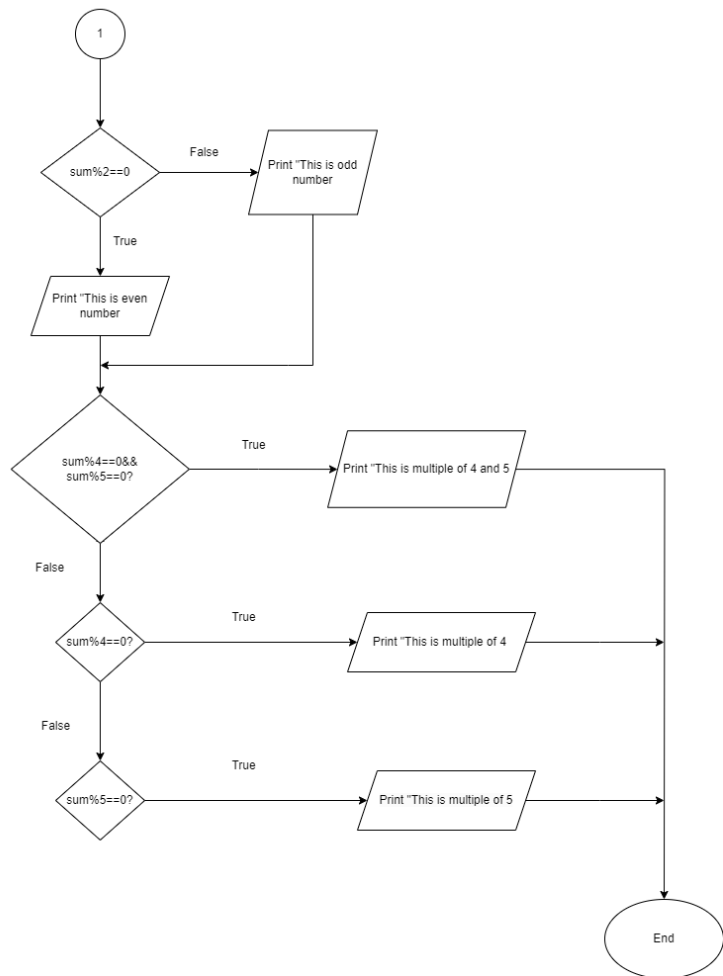 1
sum%2==0
False
Print "This is odd
number
True
Print "This is even
number
sum%4==0&&
sum%5==0?
True
Print "This is multiple of 4 and 5
False
sum%4==0?
True
Print "This is multiple of 4
False
sum%5==0?
True
Print "This is multiple of 5
End